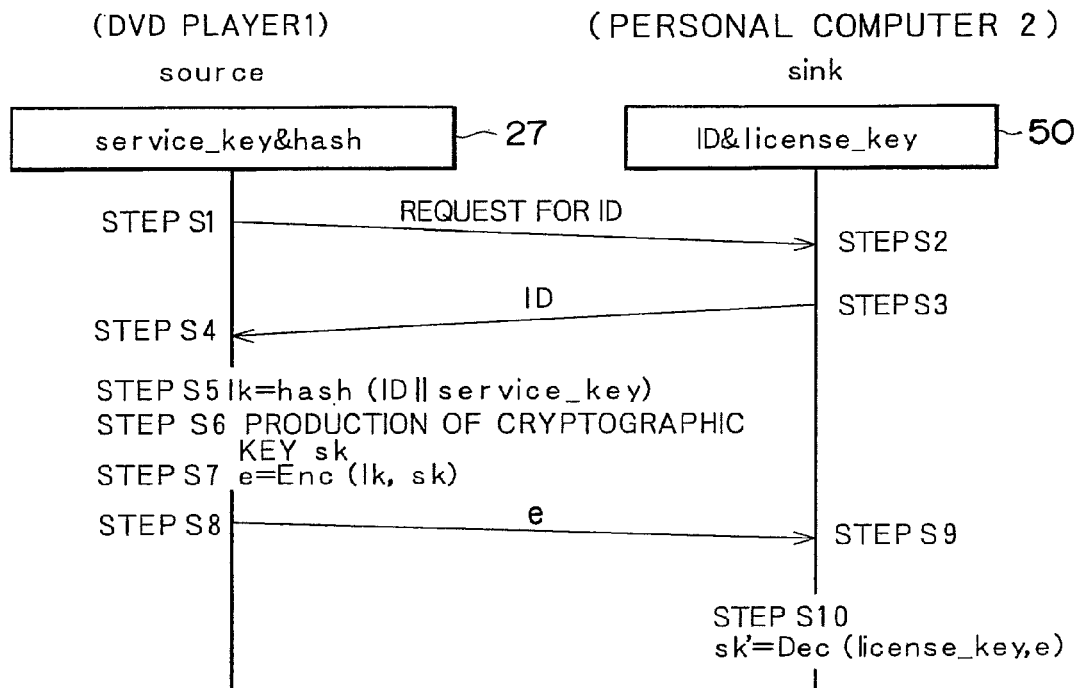 (DVD PLAYER1)
(PERSONAL COMPUTER 2)
source
sink
service_key&hash
27
ID&license_key
50
STEP S1
REQUEST FOR ID
STEP S2
ID
STEP S3
STEP S4
STEP S5 lk=hash (ID || service_key)
STEP S6 PRODUCTION OF CRYPTOGRAPHIC
KEY sk
STEP S7 e=Enc (lk, sk)
STEP S8
e
STEP S9
STEP S10
sk'=Dec (license_key,e)